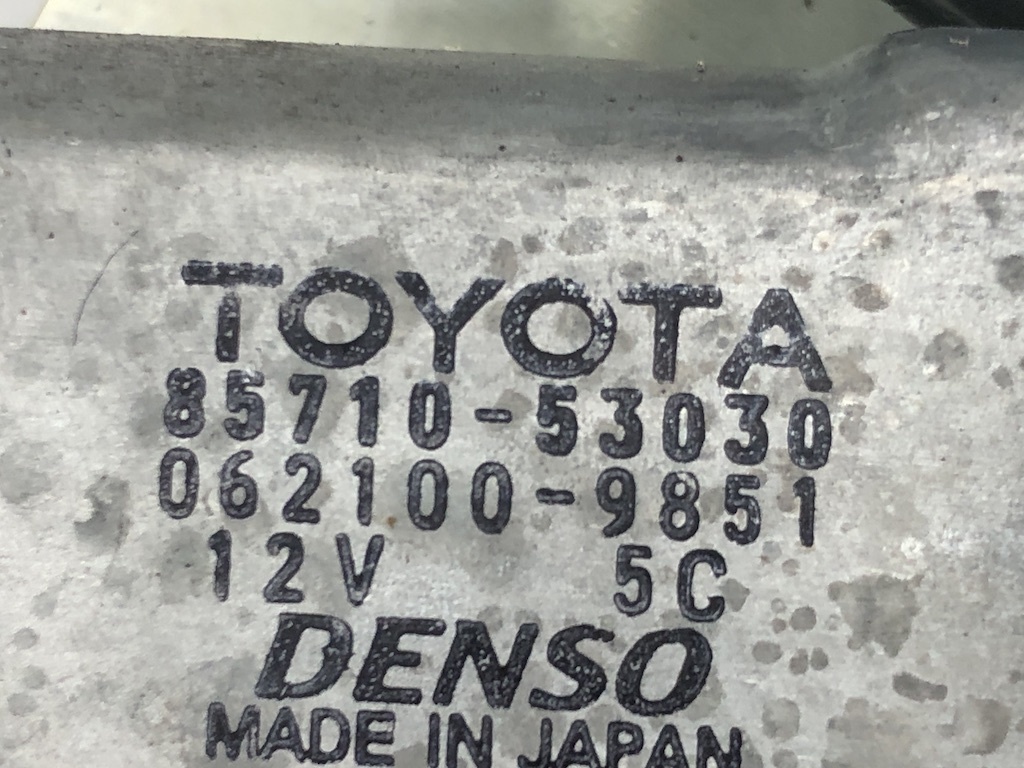 TOYOTA
85710-53030
062100-9851
12V 5C
DENSO
MADE IN JAPAN